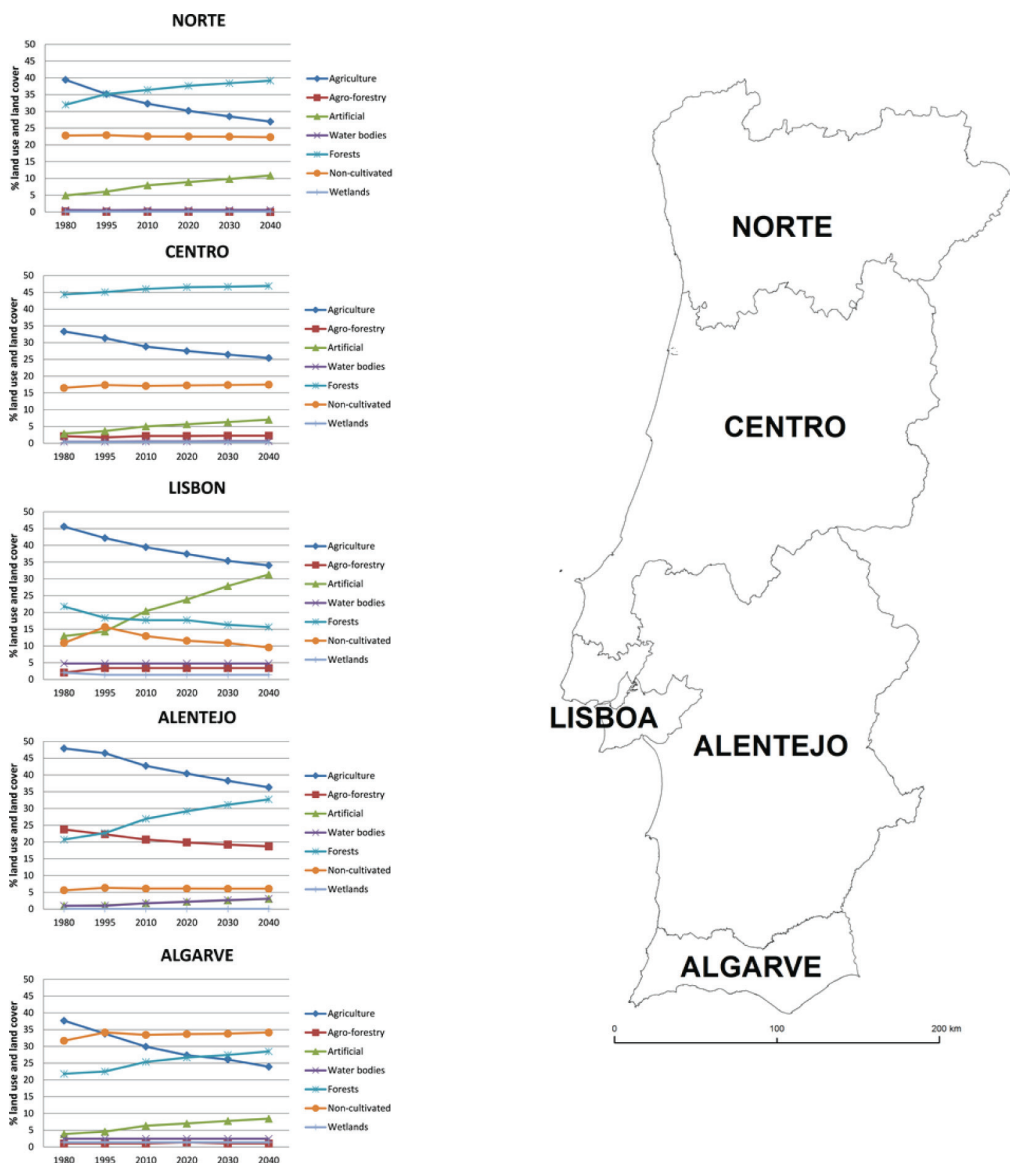 NORTE
% land use and land cover
50
45
40
35
30
25
20
15
10
5
0
1980 1995 2010 2020 2030 2040
Agriculture
Agro-forestry
Artificial
Water bodies
Forests
Non-cultivated
Wetlands
CENTRO
% land use and land cover
50
45
40
35
30
25
20
15
10
5
0
1980 1995 2010 2020 2030 2040
Agriculture
Agro-forestry
Artificial
Water bodies
Forests
Non-cultivated
Wetlands
LISBON
% land use and land cover
50
45
40
35
30
25
20
15
10
5
0
1980 1995 2010 2020 2030 2040
Agriculture
Agro-forestry
Artificial
Water bodies
Forests
Non-cultivated
Wetlands
ALENTEJO
% land use and land cover
50
45
40
35
30
25
20
15
10
5
0
1980 1995 2010 2020 2030 2040
Agriculture
Agro-forestry
Artificial
Water bodies
Forests
Non-cultivated
Wetlands
ALGARVE
% land use and land cover
50
45
40
35
30
25
20
15
10
5
0
1980 1995 2010 2020 2030 2040
Agriculture
Agro-forestry
Artificial
Water bodies
Forests
Non-cultivated
Wetlands
NORTE
CENTRO
LISBOA
ALENTEJO
ALGARVE
0 100 200 km